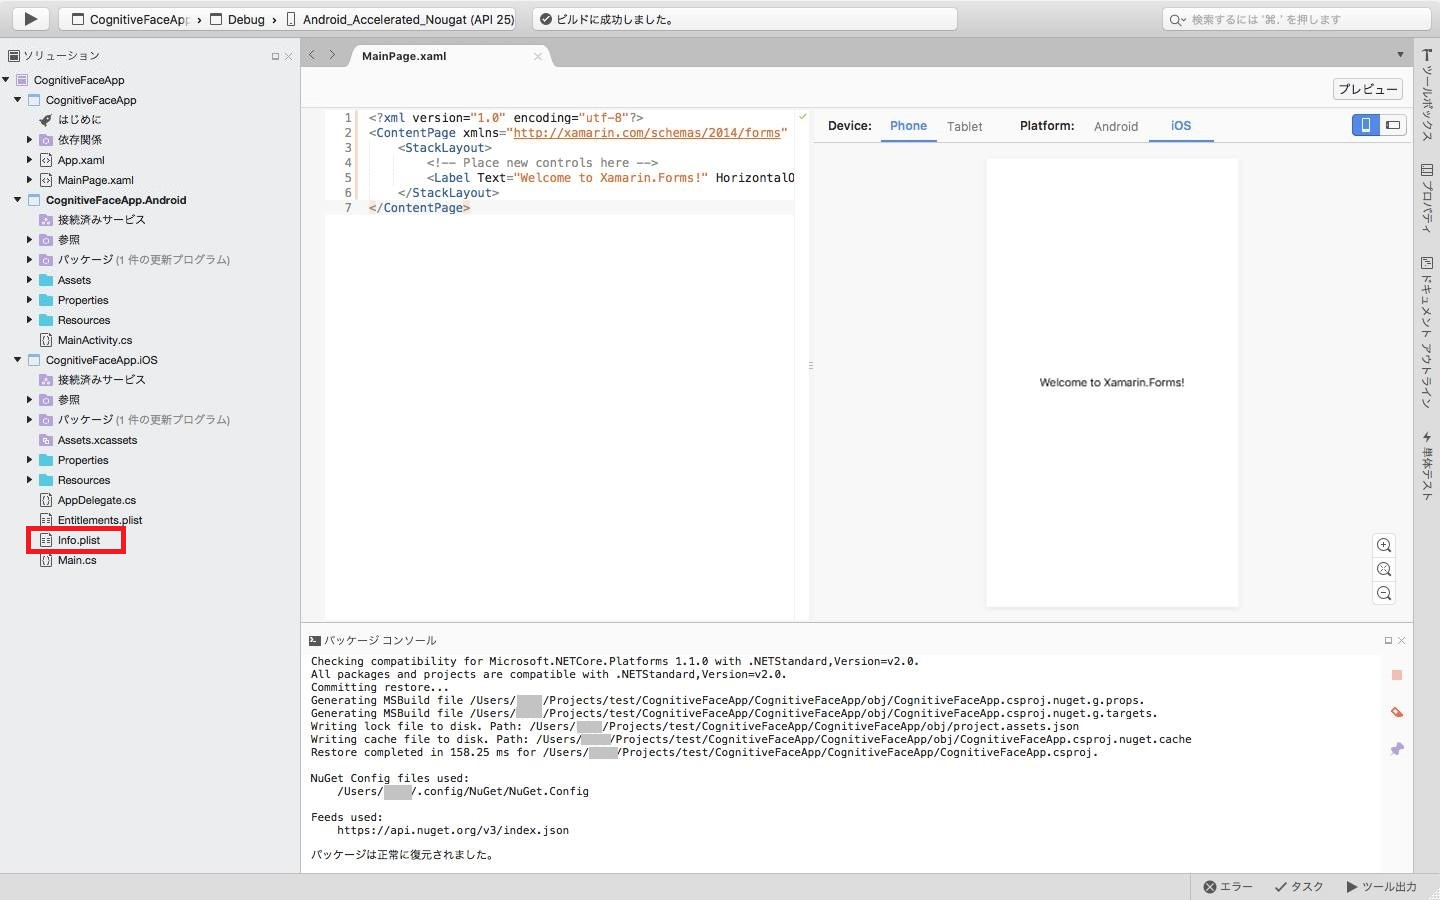 CognitiveFaceApp › Debug › Android_Accelerated_Nougat (API 25)
ビルドに成功しました。
検索するには '⌘.' を押します
ソリューション
CognitiveFaceApp
CognitiveFaceApp
はじめに
依存関係
App.xaml
MainPage.xaml
CognitiveFaceApp.Android
接続済みサービス
参照
パッケージ (1 件の更新プログラム)
Assets
Properties
Resources
MainActivity.cs
CognitiveFaceApp.iOS
接続済みサービス
参照
パッケージ (1 件の更新プログラム)
Assets.xcassets
Properties
Resources
AppDelegate.cs
Entitlements.plist
Info.plist
Main.cs
MainPage.xaml
プレビュー
1 <?xml version="1.0" encoding="utf-8"?>
2 <ContentPage xmlns="http://xamarin.com/schemas/2014/forms"
3 <StackLayout>
4 <!-- Place new controls here -->
5 <Label Text="Welcome to Xamarin.Forms!" HorizontalO
6 </StackLayout>
7 </ContentPage>
Device: Phone Tablet Platform: Android iOS
Welcome to Xamarin.Forms!
ツールボックス
プロパティ
ドキュメント アウトライン
単体テスト
パッケージ コンソール
Checking compatibility for Microsoft.NETCore.Platforms 1.1.0 with .NETStandard,Version=v2.0.
All packages and projects are compatible with .NETStandard,Version=v2.0.
Committing restore...
Generating MSBuild file /Users/ /Projects/test/CognitiveFaceApp/CognitiveFaceApp/obj/CognitiveFaceApp.csproj.nuget.g.props.
Generating MSBuild file /Users/ /Projects/test/CognitiveFaceApp/CognitiveFaceApp/obj/CognitiveFaceApp.csproj.nuget.g.targets.
Writing lock file to disk. Path: /Users/ /Projects/test/CognitiveFaceApp/CognitiveFaceApp/obj/project.assets.json
Writing cache file to disk. Path: /Users/ /Projects/test/CognitiveFaceApp/CognitiveFaceApp/obj/CognitiveFaceApp.csproj.nuget.cache
Restore completed in 158.25 ms for /Users/ /Projects/test/CognitiveFaceApp/CognitiveFaceApp/CognitiveFaceApp.csproj.
NuGet Config files used:
/Users/ /.config/NuGet/NuGet.Config
Feeds used:
https://api.nuget.org/v3/index.json
パッケージは正常に復元されました。
エラー タスク ツール出力